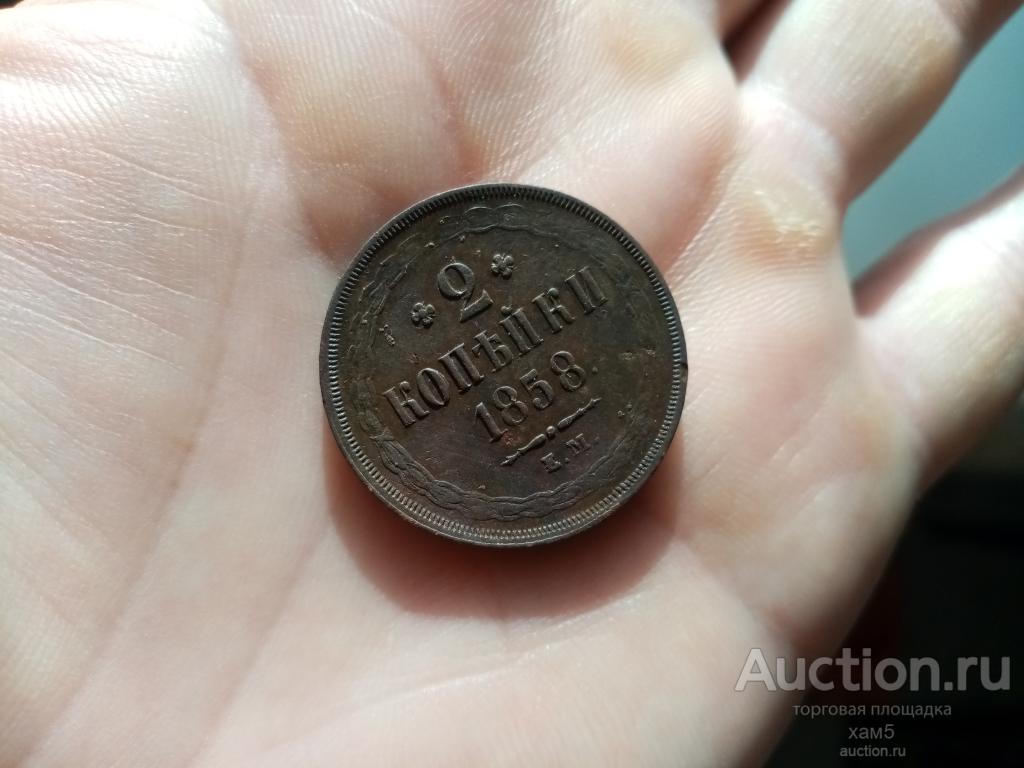 2
КОПѢЙКИ
1858.
Е.М.
Auction.ru
торговая площадка
хам5
auction.ru